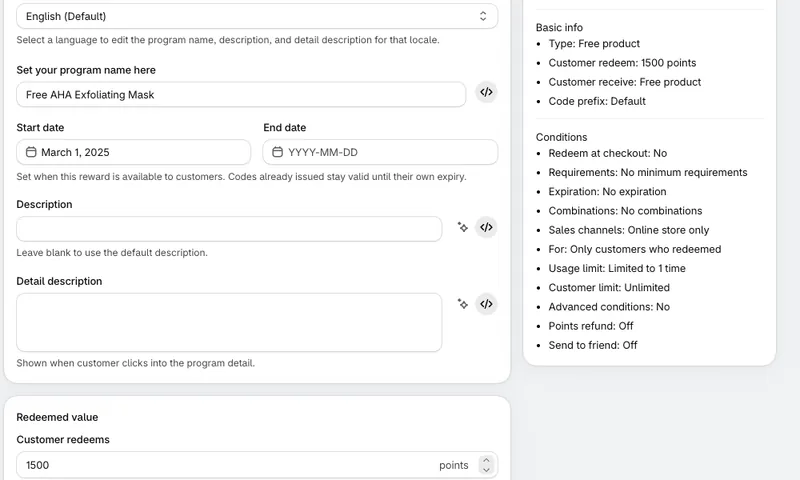 English (Default)
Select a language to edit the program name, description, and detail description for that locale.
Set your program name here
Free AHA Exfoliating Mask
Start date
End date
March 1, 2025
YYYY-MM-DD
Set when this reward is available to customers. Codes already issued stay valid until their own expiry.
Description
Leave blank to use the default description.
Detail description
Shown when customer clicks into the program detail.
Redeemed value
Customer redeems
1500
points
Basic info
Type: Free product
Customer redeem: 1500 points
Customer receive: Free product
Code prefix: Default
Conditions
Redeem at checkout: No
Requirements: No minimum requirements
Expiration: No expiration
Combinations: No combinations
Sales channels: Online store only
For: Only customers who redeemed
Usage limit: Limited to 1 time
Customer limit: Unlimited
Advanced conditions: No
Points refund: Off
Send to friend: Off